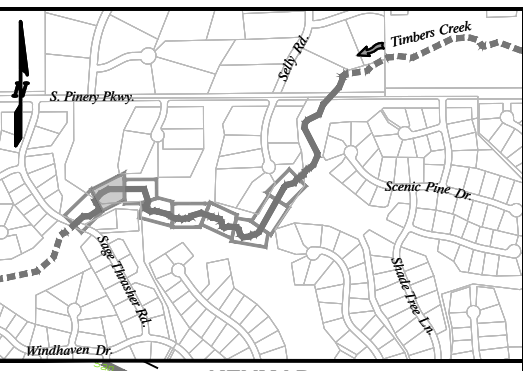 Timbers Creek
Selly Rd.
N
S. Pinery Pkwy.
Scenic Pine Dr.
Sage Thrasher Rd.
Shade Tree Ln.
Windhaven Dr.